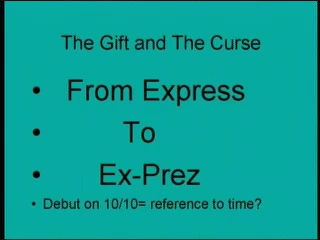 The Gift and The Curse
• From Express
• To
• Ex-Prez
• Debut on 10/10= reference to time?